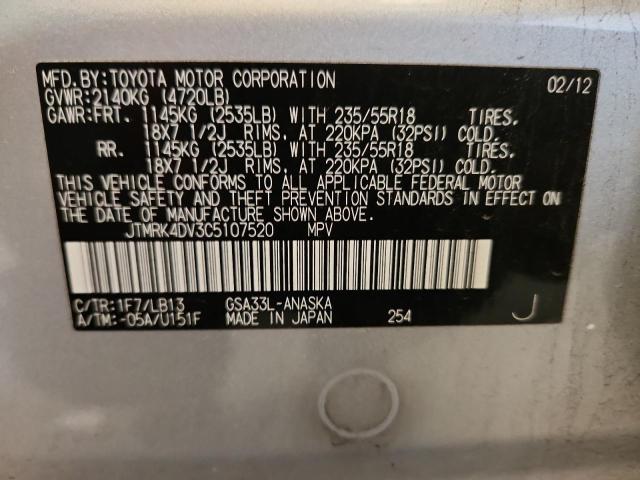 MFD.BY:TOYOTA MOTOR CORPORATION 02/12
GVWR:2140KG (4720LB)
GAWR:FRT. 1145KG (2535LB) WITH 235/55R18 TIRES.
18X7 1/2J RIMS, AT 220KPA (32PSI) COLD.
RR. 1145KG (2535LB) WITH 235/55R18 TIRES.
18X7 1/2J RIMS, AT 220KPA (32PSI) COLD.
THIS VEHICLE CONFORMS TO ALL APPLICABLE FEDERAL MOTOR
VEHICLE SAFETY AND THEFT PREVENTION STANDARDS IN EFFECT
ON THE DATE OF MANUFACTURE SHOWN ABOVE.
JTMRK4DV3C5107520 MPV
C/TR:1F7/LB13 GSA33L-ANASKA
A/TM:-05A/U151F MADE IN JAPAN 254 J